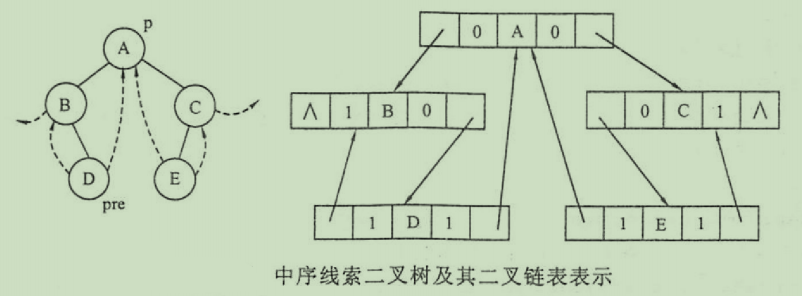 p
A
B
C
D
E
pre
0 A 0
∧ 1 B 0
0 C 1 ∧
1 D 1
1 E 1
中序线索二叉树及其二叉链表表示